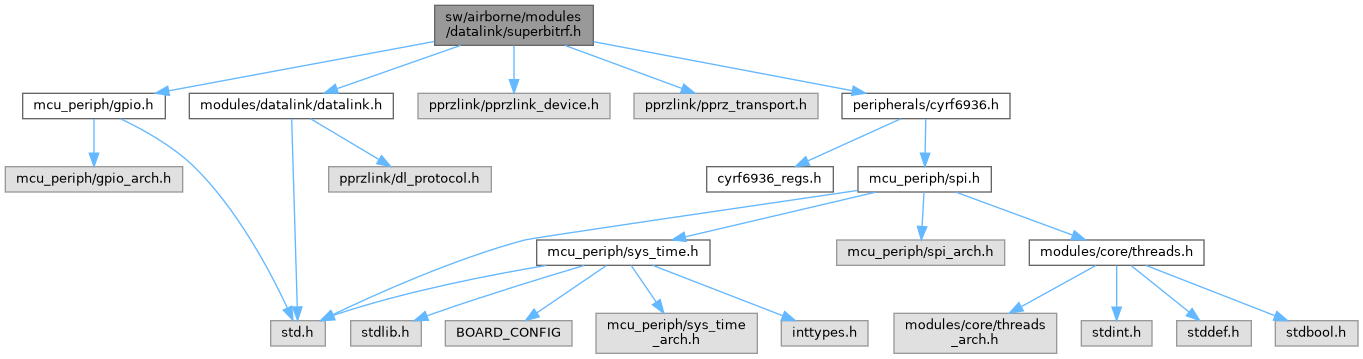 sw/airborne/modules
/datalink/superbitrf.h
mcu_periph/gpio.h
modules/datalink/datalink.h
pprzlink/pprzlink_device.h
pprzlink/pprz_transport.h
peripherals/cyrf6936.h
mcu_periph/gpio_arch.h
pprzlink/dl_protocol.h
cyrf6936_regs.h
mcu_periph/spi.h
mcu_periph/sys_time.h
mcu_periph/spi_arch.h
modules/core/threads.h
std.h
stdlib.h
BOARD_CONFIG
mcu_periph/sys_time
_arch.h
inttypes.h
modules/core/threads
_arch.h
stdint.h
stddef.h
stdbool.h